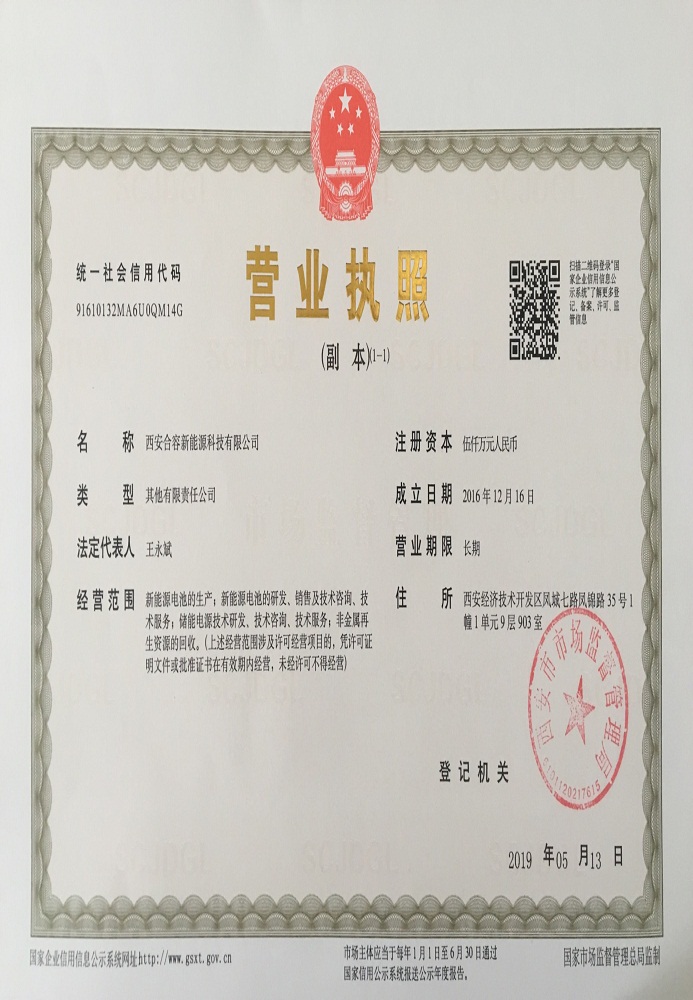 统一社会信用代码
91610132MA6U0QM14G
营业执照
(副 本)(1-1)
扫描二维码登录“国
家企业信用信息公
示系统”了解更多登
记、备案、许可、监
管信息
名 称 西安合容新能源科技有限公司
类 型 其他有限责任公司
法定代表人 王永斌
经营范围 新能源电池的生产；新能源电池的研发、销售及技术咨询、技
术服务；储能电源技术研发、技术咨询、技术服务；非金属再
生资源的回收。(上述经营范围涉及许可经营项目的，凭许可证
明文件或批准证书在有效期内经营，未经许可不得经营)
注册资本 伍仟万元人民币
成立日期 2016年12月16日
营业期限 长期
住 所 西安经济技术开发区凤城七路凤锦路35号1
幢1单元9层903室
登记机关
西安市市场监督管理局
6101120217615
2019 年05 月13 日
国家企业信用信息公示系统网址http://www.gsxt.gov.cn
市场主体应当于每年1月1日至6月30日通过
国家信用公示系统报送公示年度报告。
国家市场监督管理总局监制